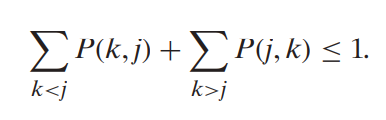 ∑ P(k, j) + ∑ P(j, k) ≤ 1.
k<j k>j